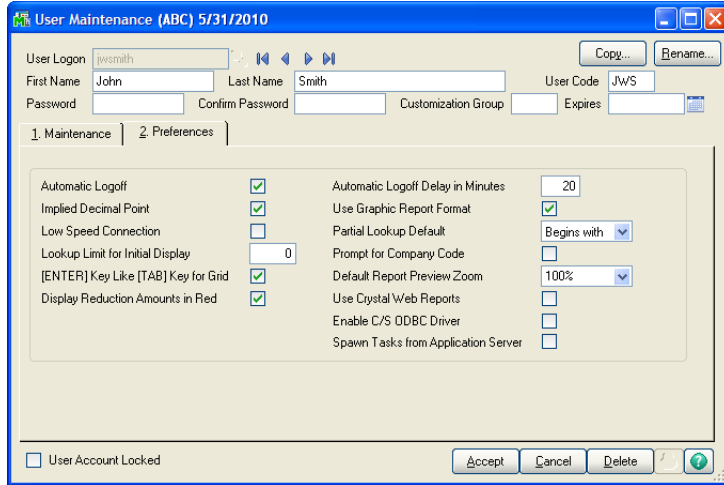 User Maintenance (ABC) 5/31/2010
User Logon jwsmith Copy... Rename...
First Name John Last Name Smith User Code JWS
Password Confirm Password Customization Group Expires
1. Maintenance 2. Preferences
Automatic Logoff Automatic Logoff Delay in Minutes 20
Implied Decimal Point Use Graphic Report Format
Low Speed Connection Partial Lookup Default Begins with
Lookup Limit for Initial Display 0 Prompt for Company Code
[ENTER] Key Like [TAB] Key for Grid Default Report Preview Zoom 100%
Display Reduction Amounts in Red Use Crystal Web Reports
Enable C/S ODBC Driver
Spawn Tasks from Application Server
User Account Locked Accept Cancel Delete ?